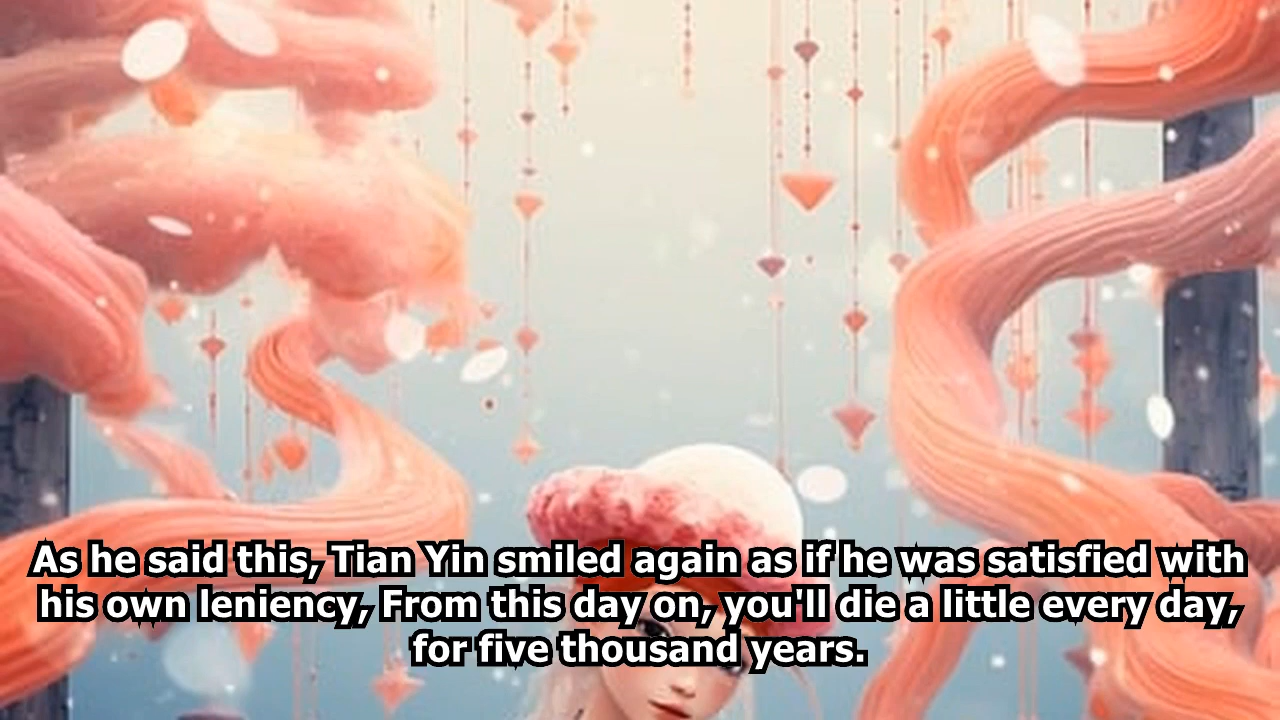 As he said this, Tian Yin smiled again as if he was satisfied with
his own leniency, From this day on, you'll die a little every day,
for five thousand years.